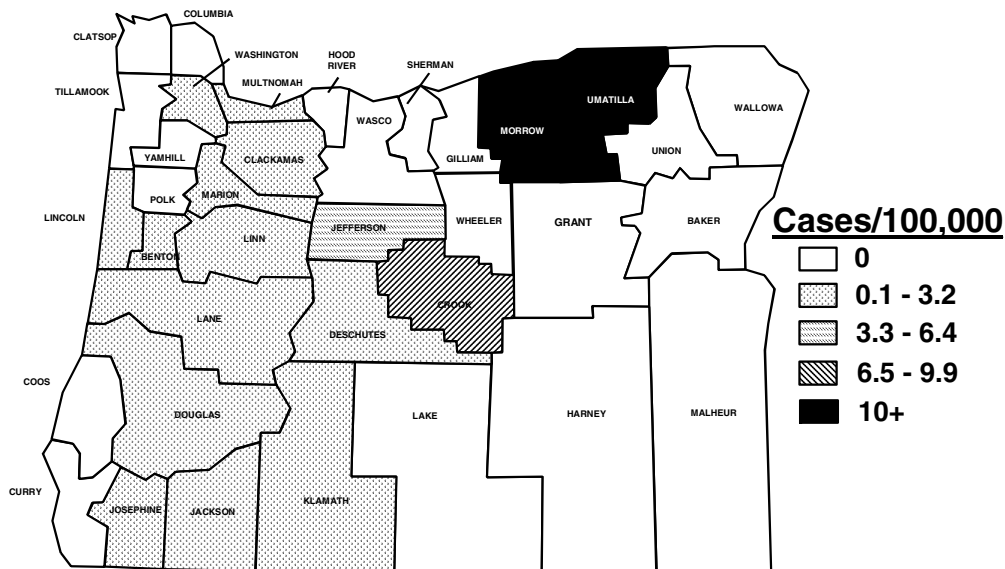 COLUMBIA
CLATSOP
WASHINGTON
HOOD
RIVER
SHERMAN
MULTNOMAH
TILLAMOOK
UMATILLA
WALLOWA
WASCO
MORROW
YAMHILL
CLACKAMAS
GILLIAM
UNION
POLK
MARION
LINCOLN
WHEELER
GRANT
BAKER
JEFFERSON
LINN
BENTON
Cases/100,000
0
0.1 - 3.2
3.3 - 6.4
6.5 - 9.9
10+
CROOK
LANE
DESCHUTES
COOS
DOUGLAS
LAKE
HARNEY
MALHEUR
CURRY
JOSEPHINE
JACKSON
KLAMATH